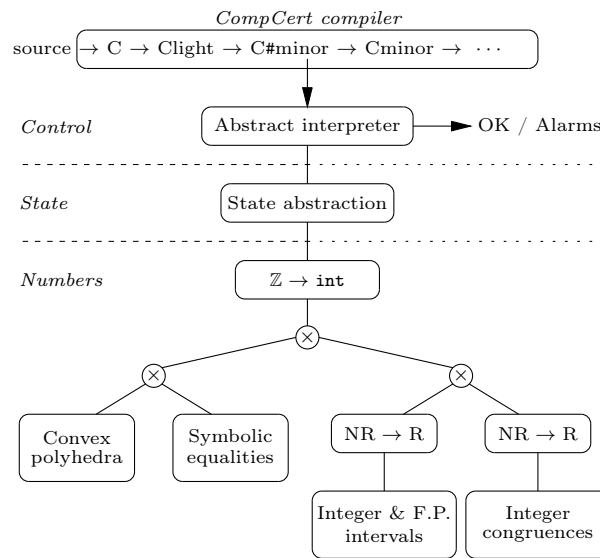 CompCert compiler
source → C → Clight → C#minor → Cminor → ···
Control
Abstract interpreter
OK / Alarms
State
State abstraction
Numbers
ℤ → int
⊗
⊗
⊗
Convex
polyhedra
Symbolic
equalities
NR → R
NR → R
Integer & F.P.
intervals
Integer
congruences